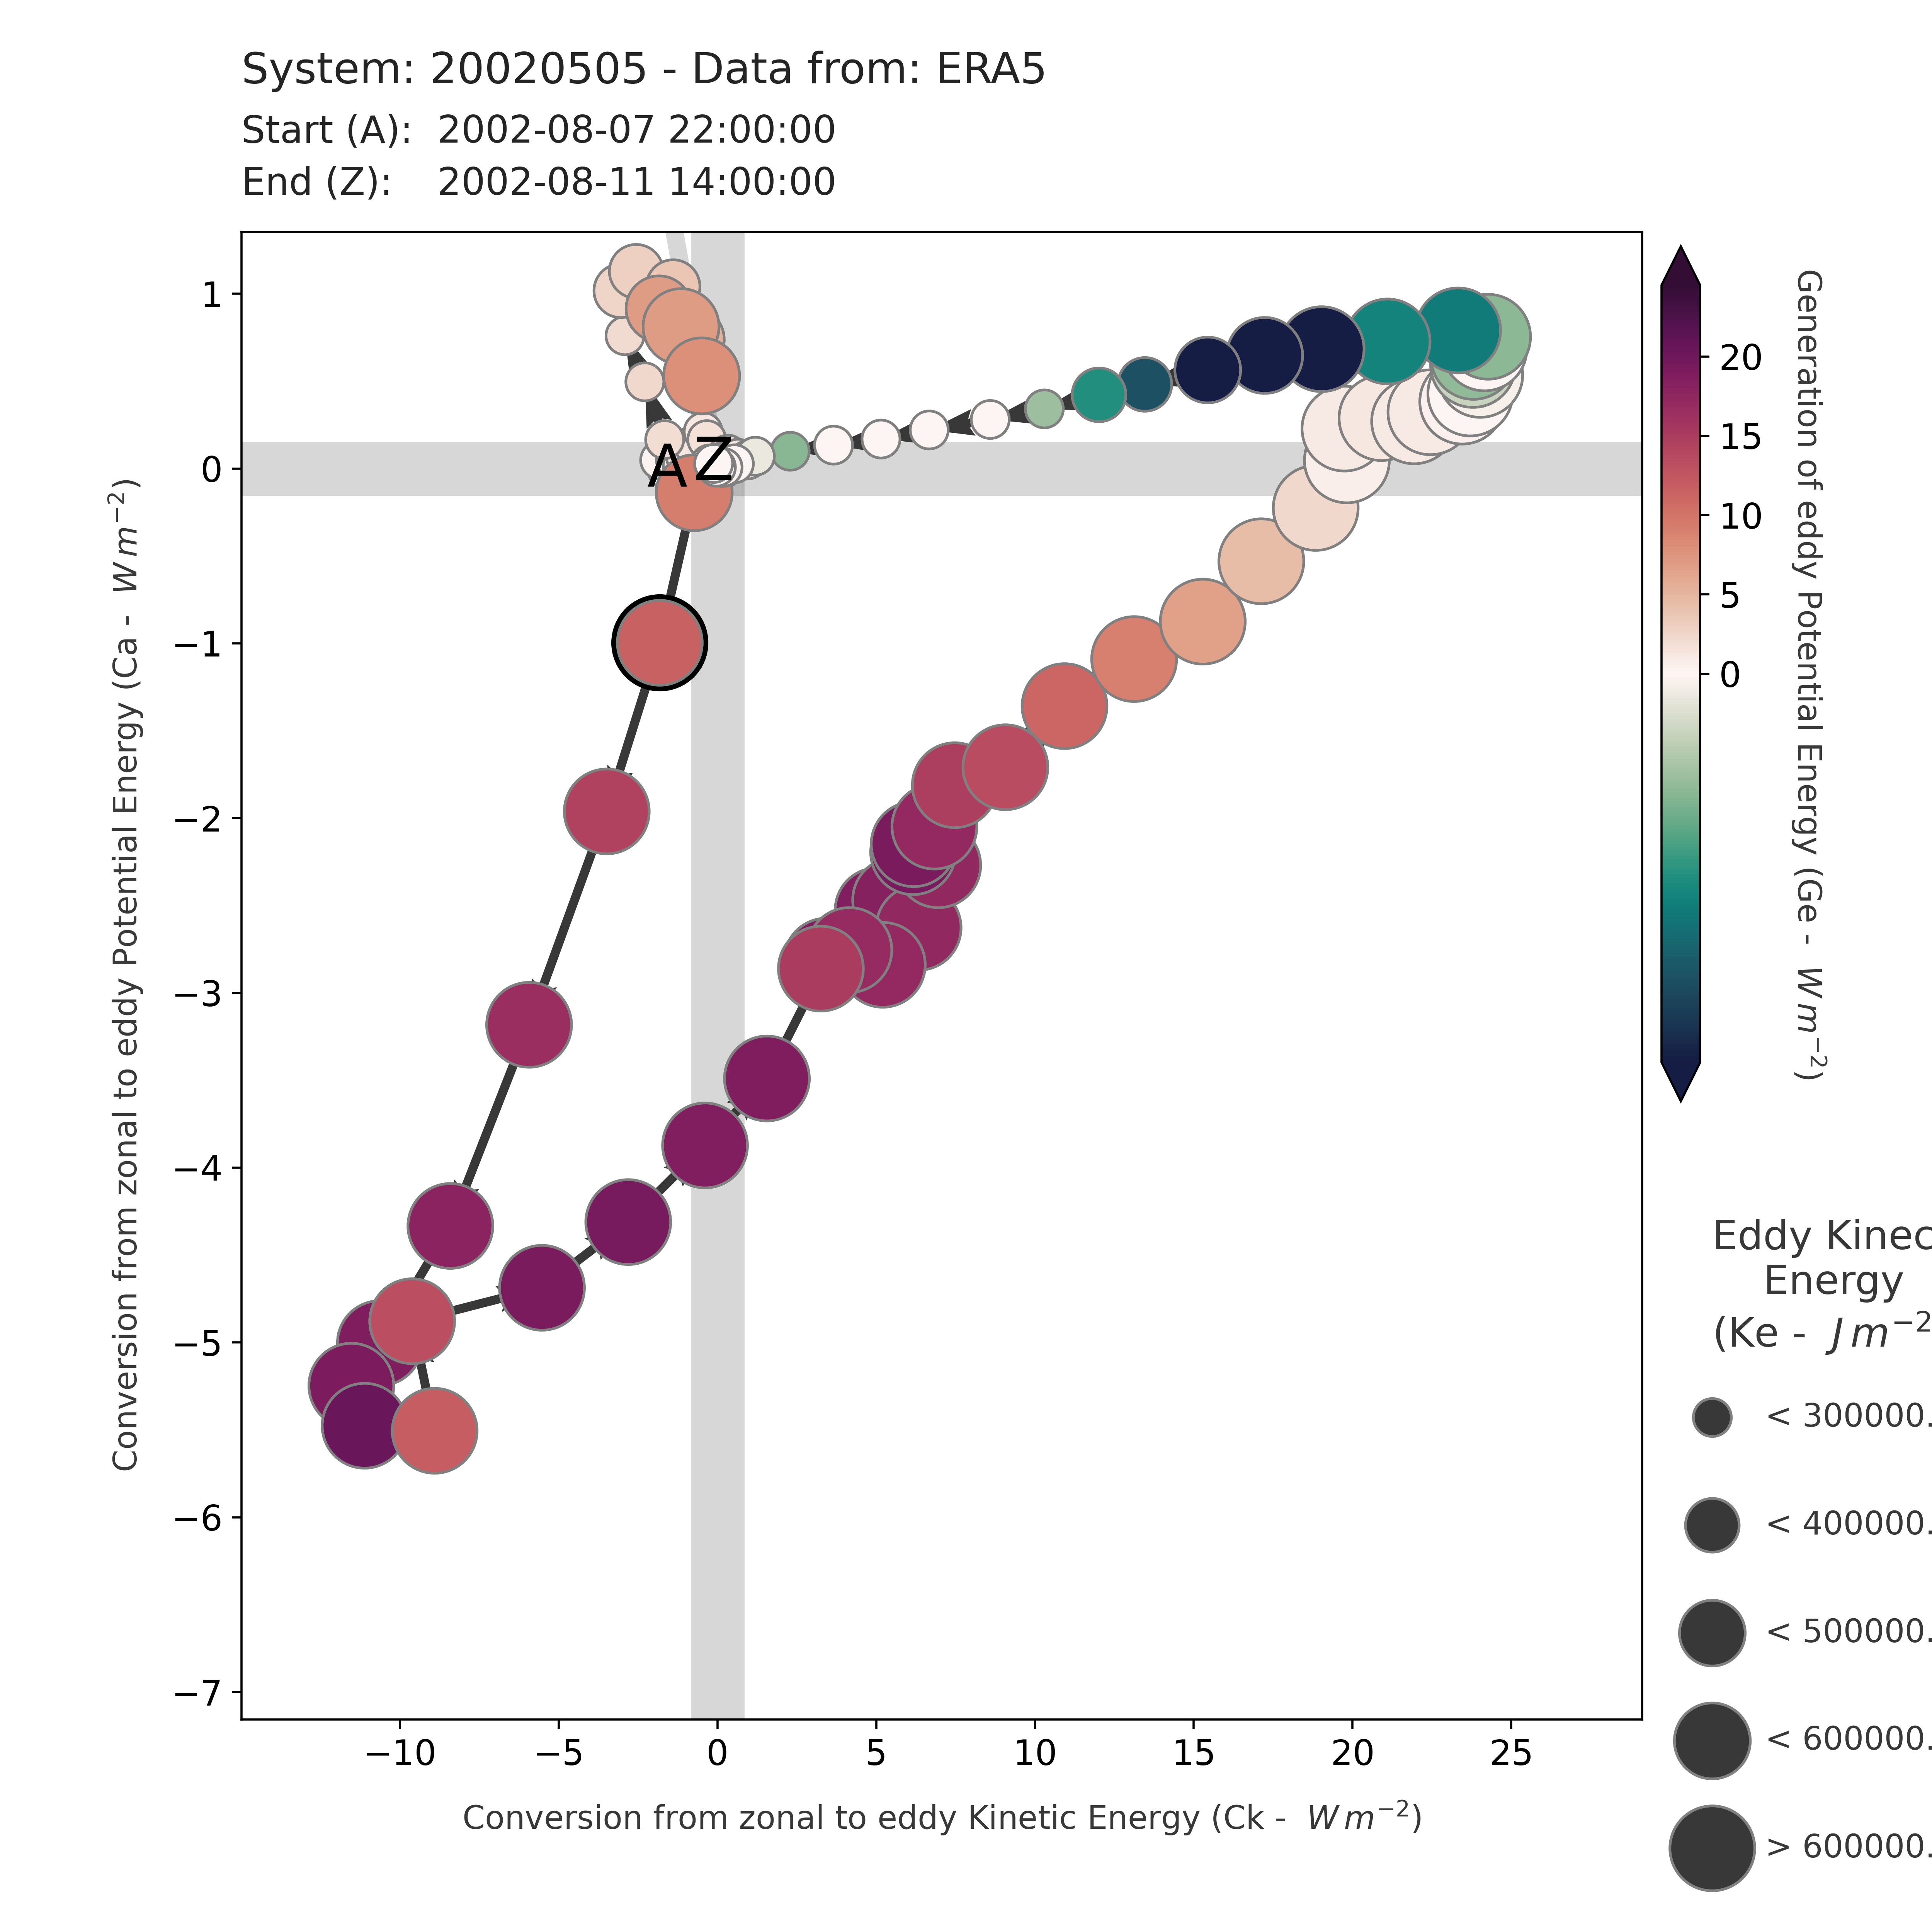 System: 20020505 - Data from: ERA5
Start (A): 2002-08-07 22:00:00
End (Z): 2002-08-11 14:00:00
Conversion from zonal to eddy Potential Energy (Ca - W m⁻²)
1
0
−1
−2
−3
−4
−5
−6
−7
A Z
−10 −5 0 5 10 15 20 25
Conversion from zonal to eddy Kinetic Energy (Ck - W m⁻²)
20
15
10
5
0
Generation of eddy Potential Energy (Ge - W m⁻²)
Eddy Kinec
Energy
(Ke - J m⁻²
< 300000.
< 400000.
< 500000.
< 600000.
> 600000.